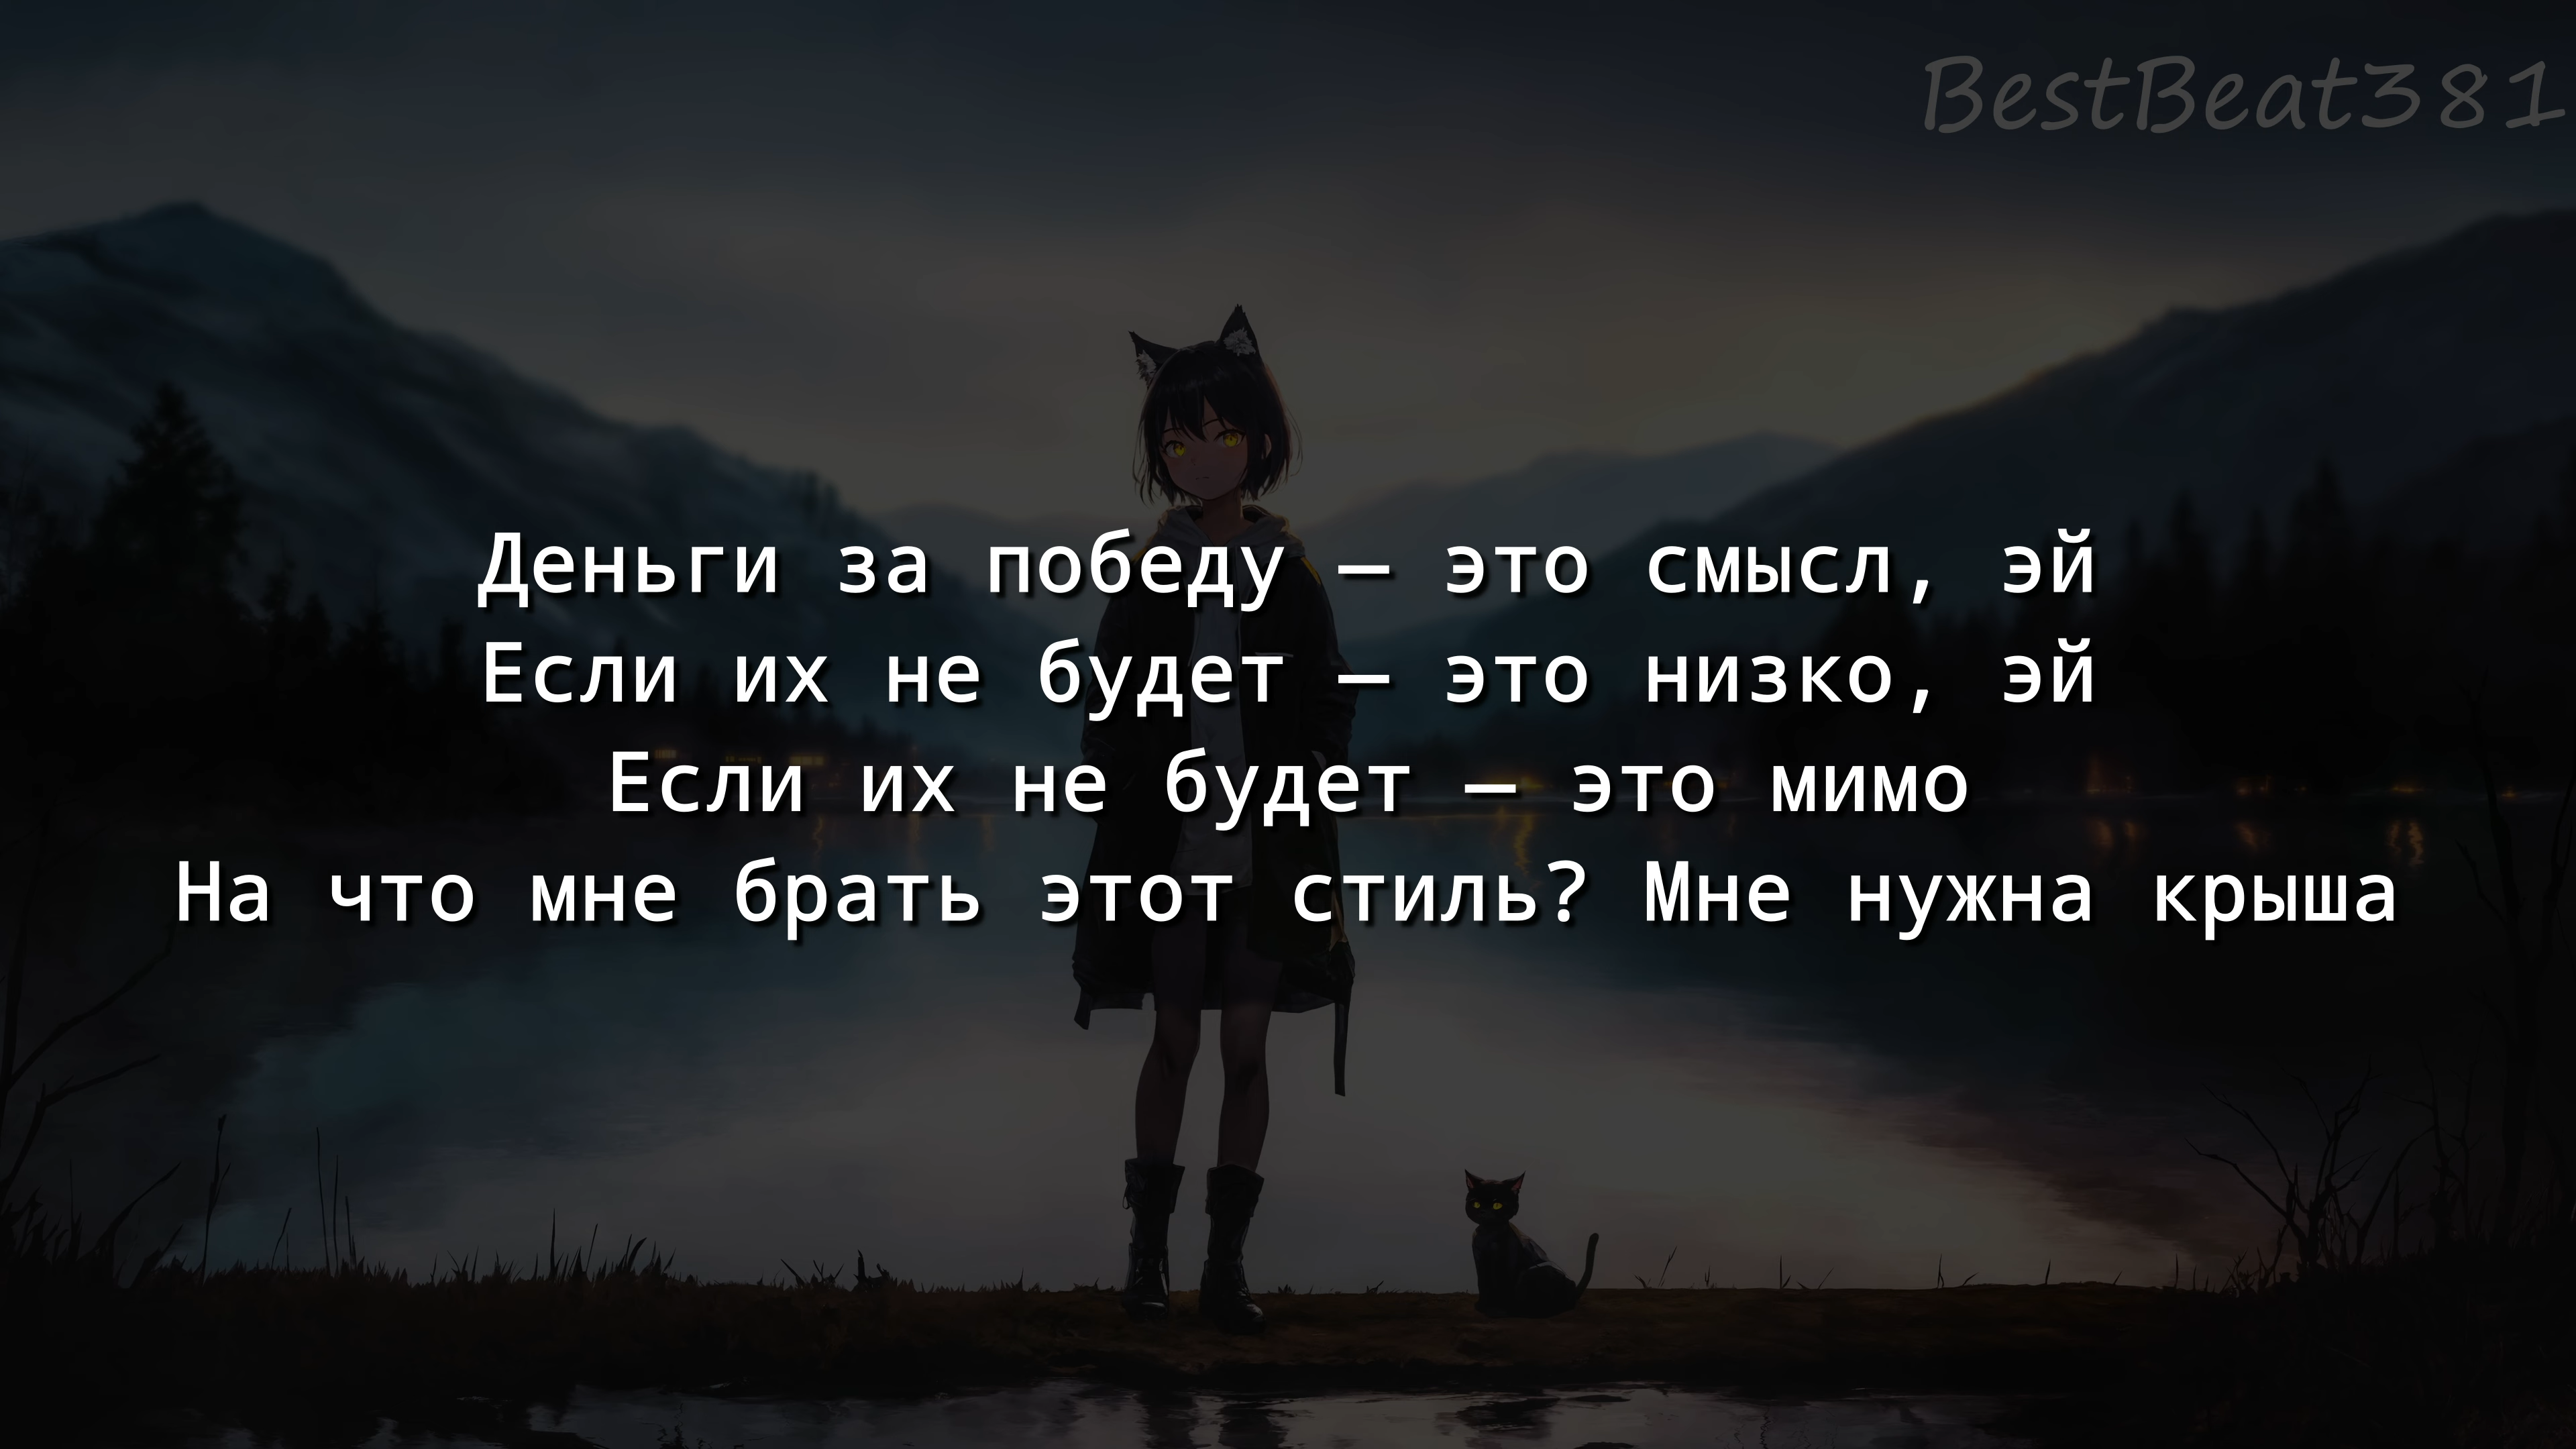 BestBeat381
Деньги за победу — это смысл, эй
Если их не будет — это низко, эй
Если их не будет — это мимо
На что мне брать этот стиль? Мне нужна крыша